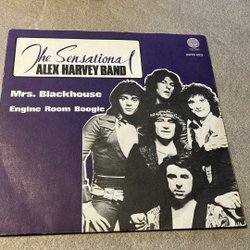 The Sensational
ALEX HARVEY BAND
Mrs. Blackhouse
Engine Room Boogie